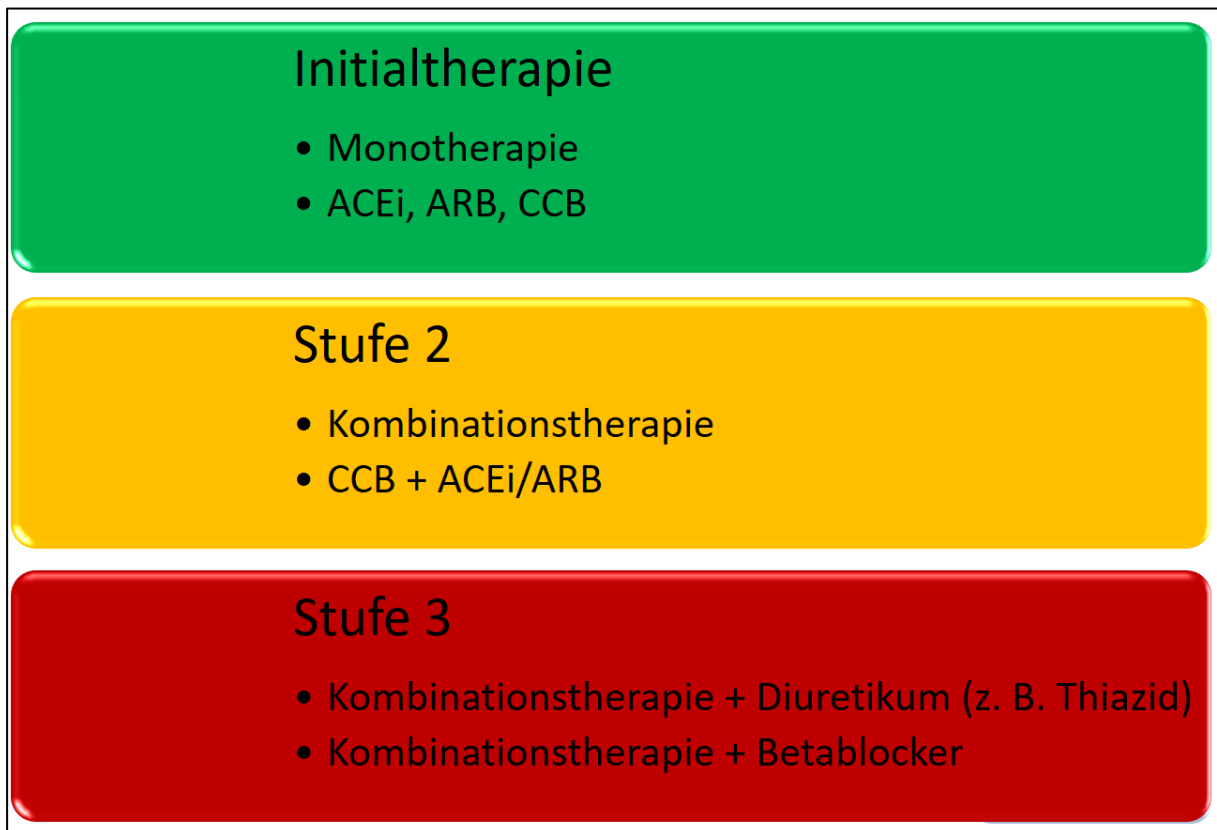 Initialtherapie
• Monotherapie
• ACEi, ARB, CCB
Stufe 2
• Kombinationstherapie
• CCB + ACEi/ARB
Stufe 3
• Kombinationstherapie + Diuretikum (z. B. Thiazid)
• Kombinationstherapie + Betablocker